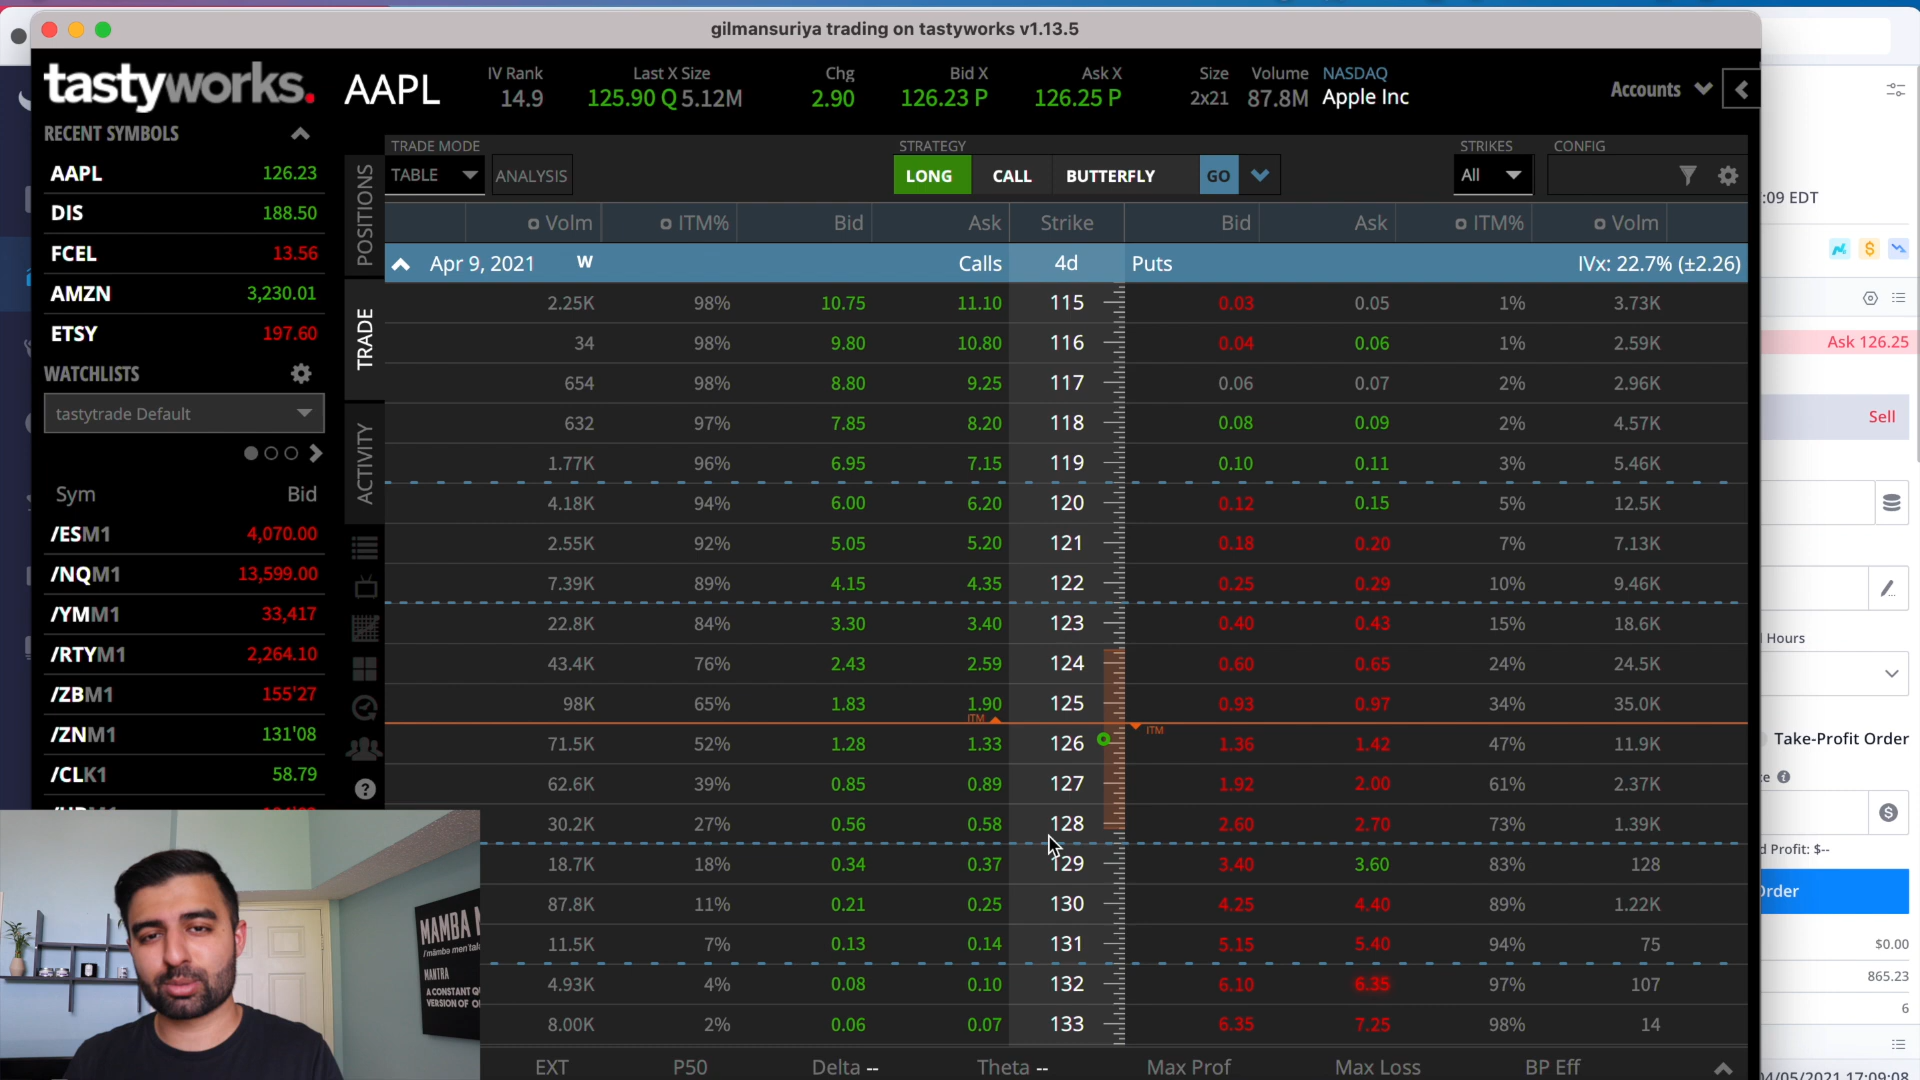 gilmansuriya trading on tastyworks v1.13.5
tastyworks.
AAPL
IV Rank
14.9
Last X Size
125.90 Q 5.12M
Chg
2.90
Bid X
126.23 P
Ask X
126.25 P
Size
2x21
Volume
87.8M
NASDAQ
Apple Inc
Accounts
RECENT SYMBOLS
AAPL 126.23
DIS 188.50
FCEL 13.56
AMZN 3,230.01
ETSY 197.60
WATCHLISTS
tastytrade Default
Sym Bid
/ESM1 4,070.00
/NQM1 13,599.00
/YMM1 33,417
/RTYM1 2,264.10
/ZBM1 155'27
/ZNM1 131'08
/CLK1 58.79
POSITIONS
TRADE
ACTIVITY
TRADE MODE
TABLE
ANALYSIS
STRATEGY
LONG CALL BUTTERFLY GO
STRIKES
All
CONFIG
Volm ITM% Bid Ask Strike Bid Ask ITM% Volm
Apr 9, 2021 W Calls 4d Puts IVx: 22.7% (±2.26)
2.25K 98% 10.75 11.10 115 0.03 0.05 1% 3.73K
34 98% 9.80 10.80 116 0.04 0.06 1% 2.59K
654 98% 8.80 9.25 117 0.06 0.07 2% 2.96K
632 97% 7.85 8.20 118 0.08 0.09 2% 4.57K
1.77K 96% 6.95 7.15 119 0.10 0.11 3% 5.46K
4.18K 94% 6.00 6.20 120 0.12 0.15 5% 12.5K
2.55K 92% 5.05 5.20 121 0.18 0.20 7% 7.13K
7.39K 89% 4.15 4.35 122 0.25 0.29 10% 9.46K
22.8K 84% 3.30 3.40 123 0.40 0.43 15% 18.6K
43.4K 76% 2.43 2.59 124 0.60 0.65 24% 24.5K
98K 65% 1.83 1.90 125 0.93 0.97 34% 35.0K
ITM ITM
71.5K 52% 1.28 1.33 126 1.36 1.42 47% 11.9K
62.6K 39% 0.85 0.89 127 1.92 2.00 61% 2.37K
30.2K 27% 0.56 0.58 128 2.60 2.70 73% 1.39K
18.7K 18% 0.34 0.37 129 3.40 3.60 83% 128
87.8K 11% 0.21 0.25 130 4.25 4.40 89% 1.22K
11.5K 7% 0.13 0.14 131 5.15 5.40 94% 75
4.93K 4% 0.08 0.10 132 6.10 6.35 97% 107
8.00K 2% 0.06 0.07 133 6.35 7.25 98% 14
EXT P50 Delta -- Theta -- Max Prof Max Loss BP Eff
:09 EDT
Ask 126.25
Sell
Hours
Take-Profit Order
d Profit: $--
Order
$0.00
865.23
6
04/05/2021 17:09:08
MAMBA M
/mämba men'tal
MANTRA
A CONSTANT QU
VERSION OF O